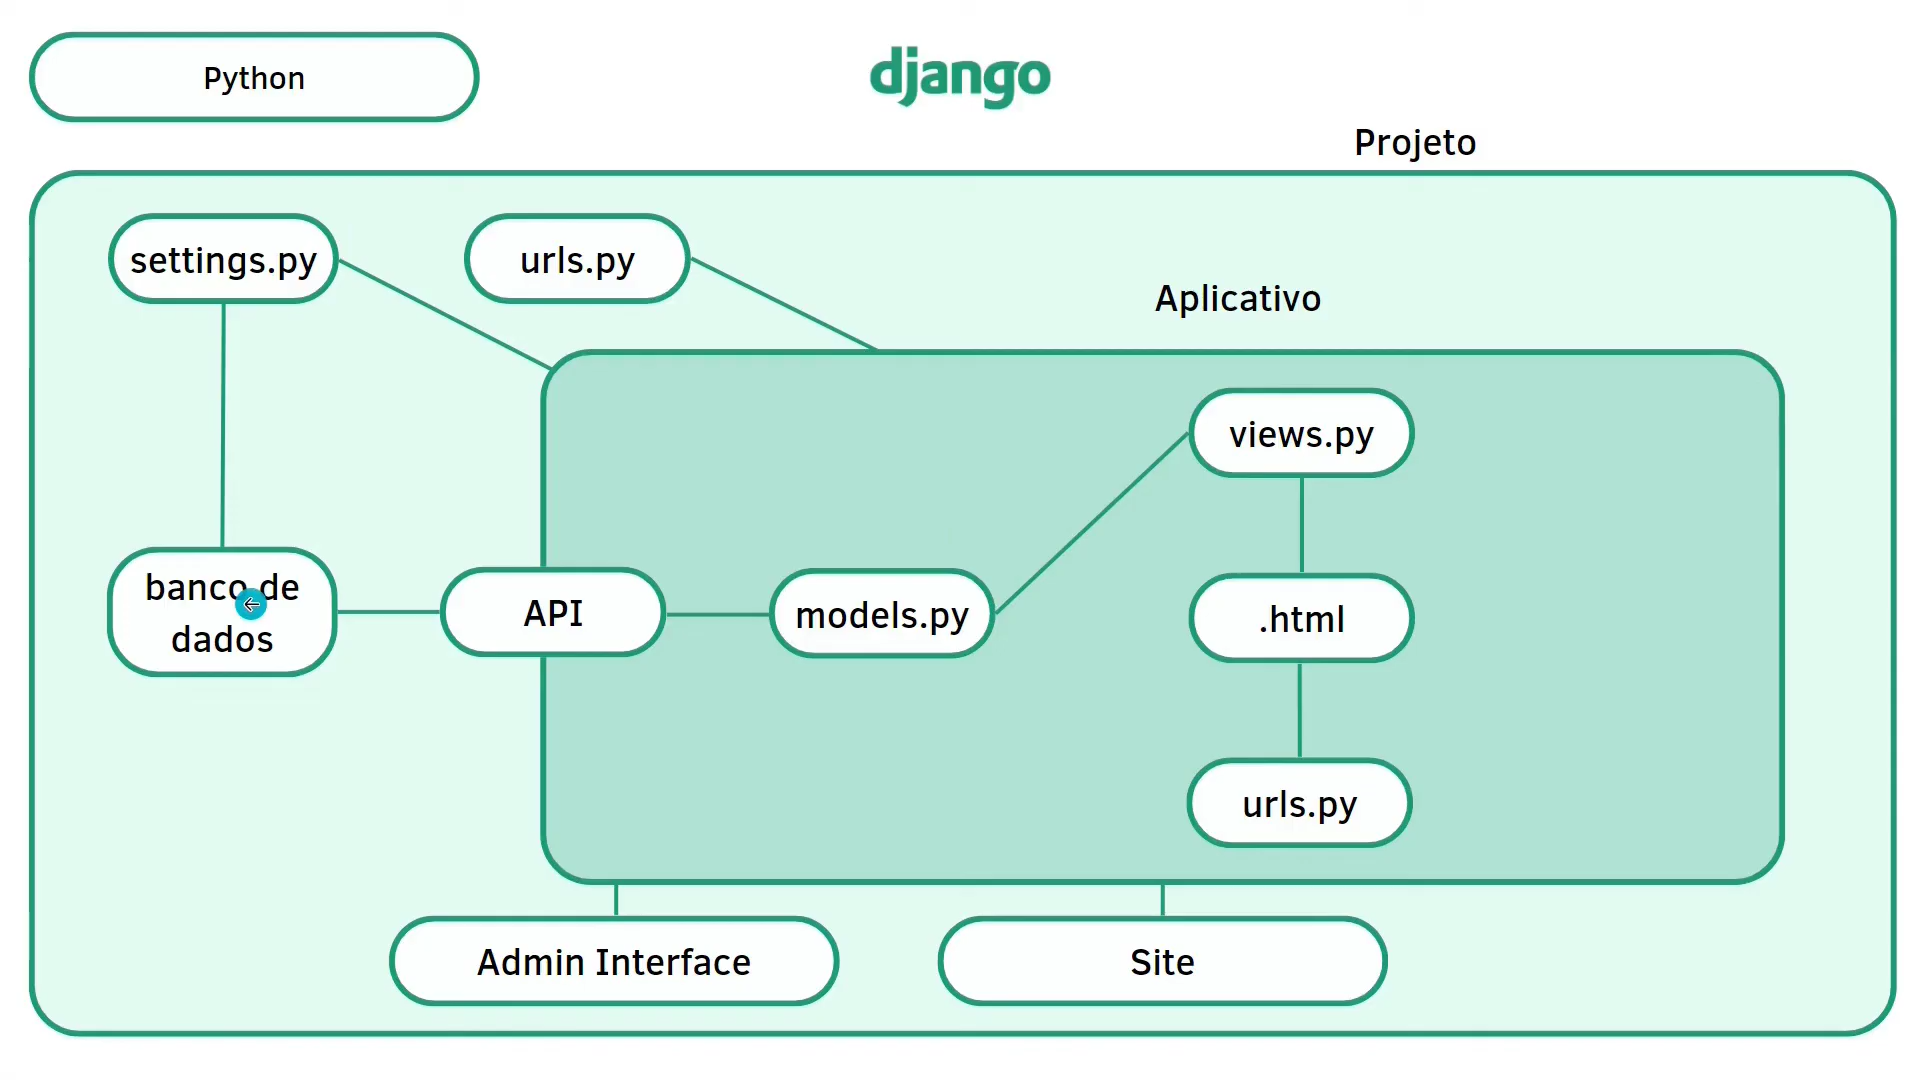 Python
django
Projeto
settings.py
urls.py
Aplicativo
views.py
banco de
dados
API
models.py
.html
urls.py
Admin Interface
Site